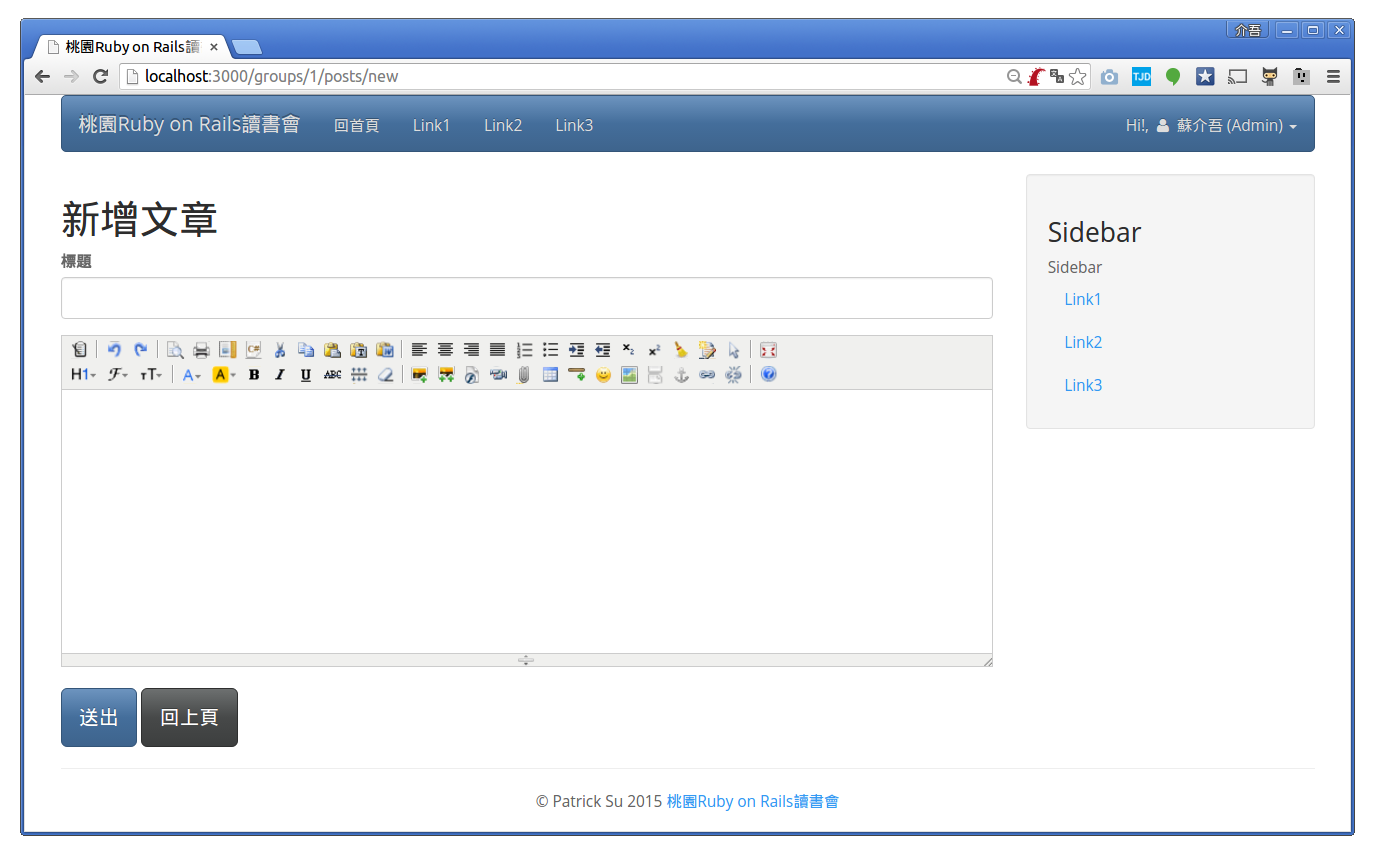 介吾
桃園Ruby on Rails讀
localhost:3000/groups/1/posts/new
TJD
桃園Ruby on Rails讀書會 回首頁 Link1 Link2 Link3 Hi!, 蘇介吾 (Admin)
新增文章
標題
H1 F TT A A B I U ABC
送出 回上頁
Sidebar
Sidebar
Link1
Link2
Link3
© Patrick Su 2015 桃園Ruby on Rails讀書會